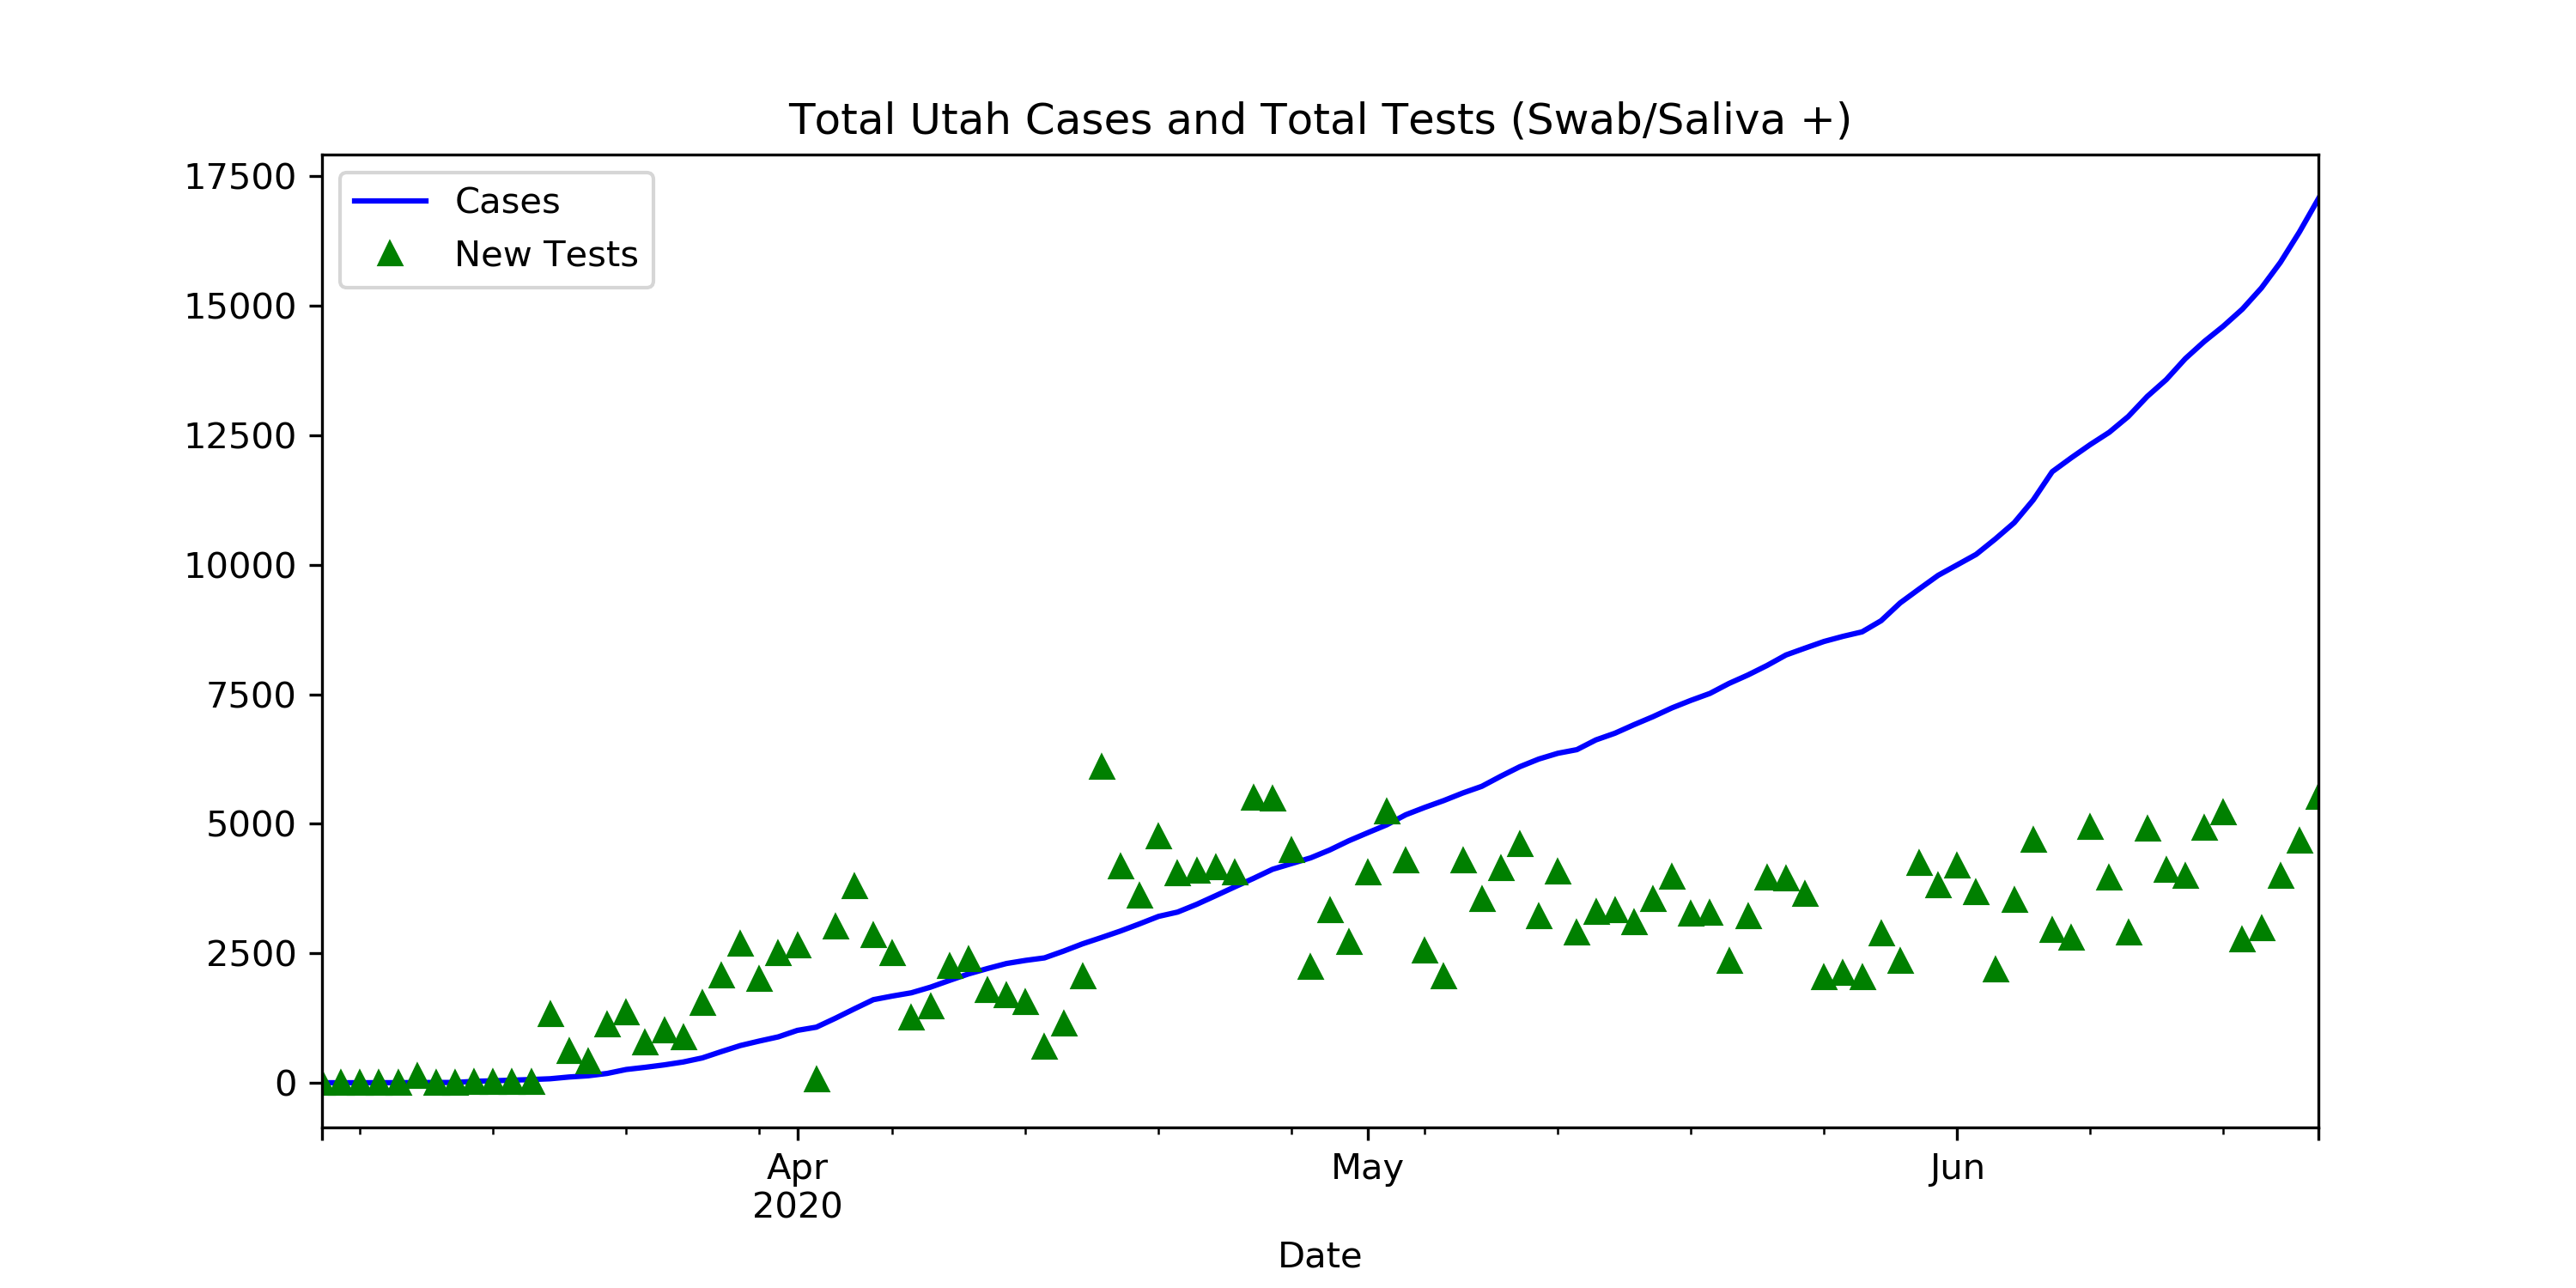 Total Utah Cases and Total Tests (Swab/Saliva +)
Cases
New Tests
17500
15000
12500
10000
7500
5000
2500
0
Apr
2020
May
Jun
Date